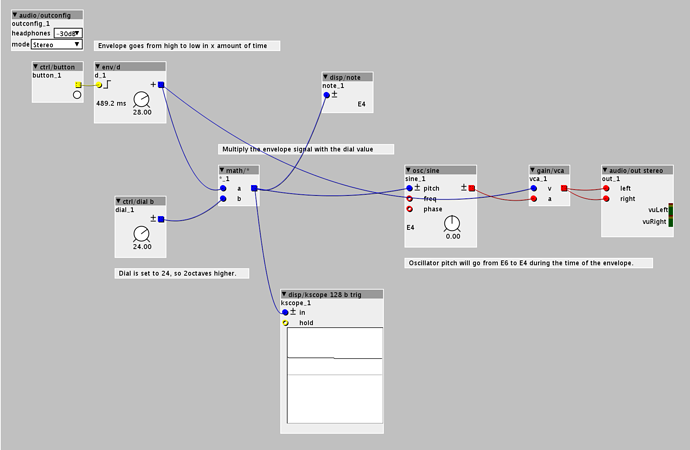 ▼ audio/outconfig
outconfig_1
headphones -30dB▼
mode Stereo ▼
Envelope goes from high to low in x amount of time
▼ ctrl/button
button_1
▼ env/d
d_1
+
489.2 ms
28.00
▼ disp/note
note_1
±
E4
Multiply the envelope signal with the dial value
▼ math/*
*_1
a
b
▼ ctrl/dial b
dial_1
±
24.00
Dial is set to 24, so 2octaves higher.
▼ osc/sine
sine_1
± pitch ±
freq
phase
E4
0.00
▼ gain/vca
vca_1
v
a
▼ audio/out stereo
out_1
left
right
vuLeft
vuRight
Oscillator pitch will go from E6 to E4 during the time of the envelope.
▼ disp/kscope 128 b trig
kscope_1
± in
hold